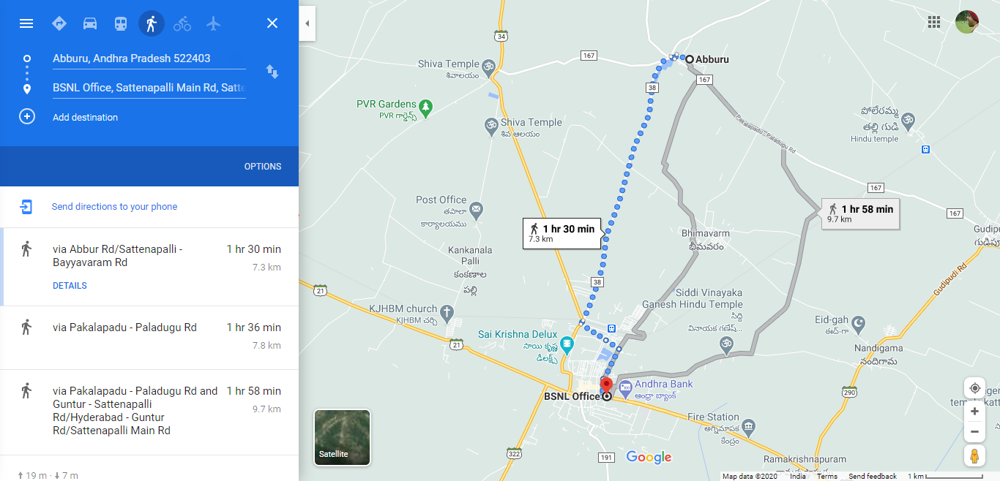 Abburu, Andhra Pradesh 522403
BSNL Office, Sattenapalli Main Rd, Satte
Add destination
OPTIONS
Send directions to your phone
via Abbur Rd/Sattenapalli -
Bayyavaram Rd
1 hr 30 min
7.3 km
DETAILS
via Pakalapadu - Paladugu Rd
1 hr 36 min
7.8 km
via Pakalapadu - Paladugu Rd and
Guntur - Sattenapalli
Rd/Hyderabad - Guntur
Rd/Sattenapalli Main Rd
1 hr 58 min
9.7 km
19 m · 7 m
34
167
Abburu
167
Shiva Temple
శివాలయం
38
PVR Gardens
PVR గార్డెన్స్
Shiva Temple
శివ ఆలయం
Pakalapadu - Paladugu Rd
పోలేరమ్మ
తల్లి గుడి
Hindu temple
167
Post Office
తపాలా
కార్యాలయము
1 hr 58 min
9.7 km
167
1 hr 30 min
7.3 km
Bhimavarm
భీమవరం
Kankanala
Palli
కంకణాల
పల్లి
38
21
Siddi Vinayaka
Ganesh Hindu Temple
సిద్ది
వినాయక గణేష్...
Gudipudi Rd
KJHBM church
KJHBM చర్చి
Eid-gah
ఈద్-గా
Sai Krishna Delux
సాయి కృష్ణ
డీలక్స్
21
Nandigama
నందిగామ
Andhra Bank
ఆంధ్రా బ్యాంక్
BSNL Office
290
Fire Station
అగ్నిమాపక
కేంద్రం
Satellite
322
191
Google
Ramakrishnapuram
Map data ©2020 India Terms Send feedback 1 km